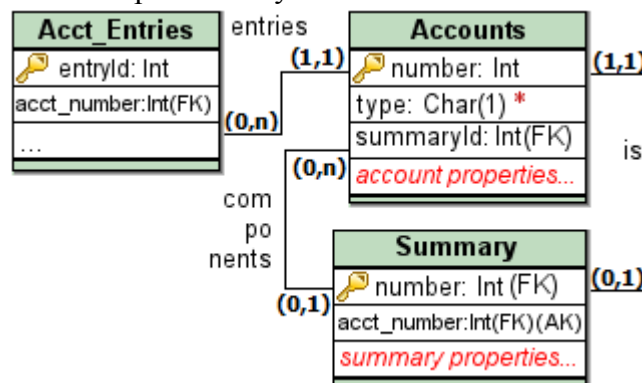 Acct_Entries
entryId: Int
acct_number:Int(FK)
...
entries
(0,n)
(1,1)
Accounts
number: Int
type: Char(1) *
summaryId: Int(FK)
account properties...
(1,1)
is
(0,n)
com
po
nents
(0,1)
Summary
number: Int (FK)
acct_number:Int(FK)(AK)
summary properties...
(0,1)